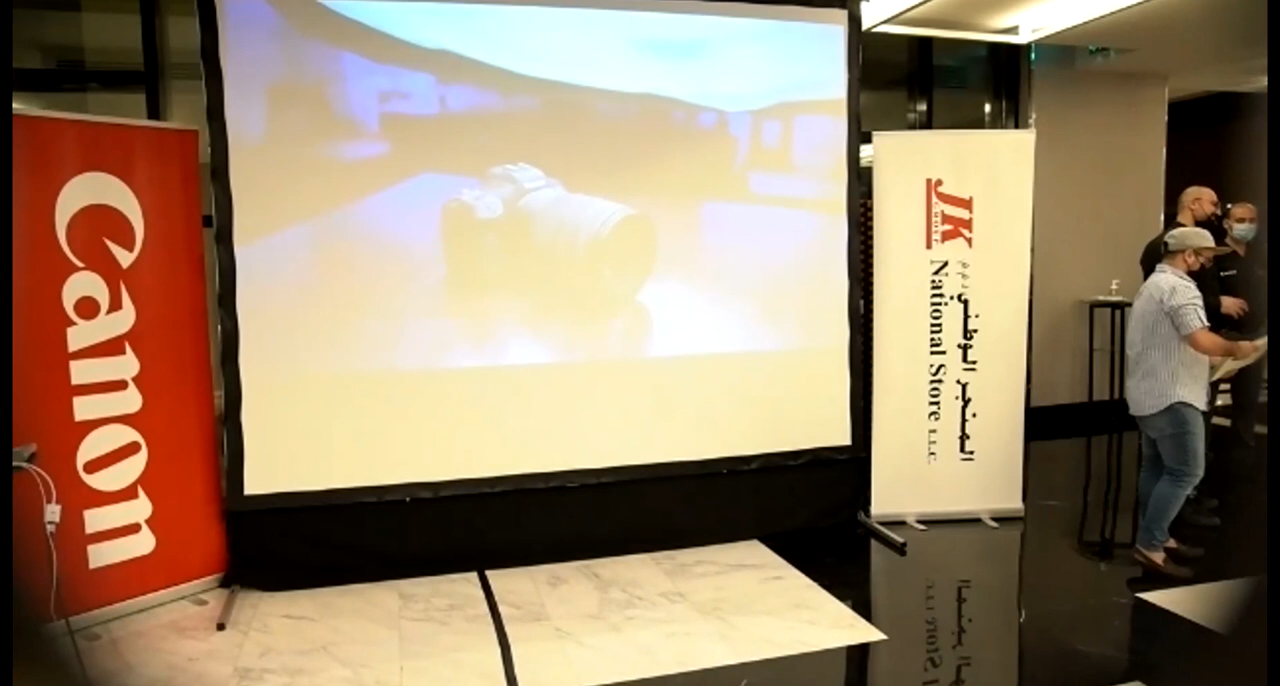 Canon
JK
GROUP
المتجر الوطني ذ.م.م
National Store L.L.C.